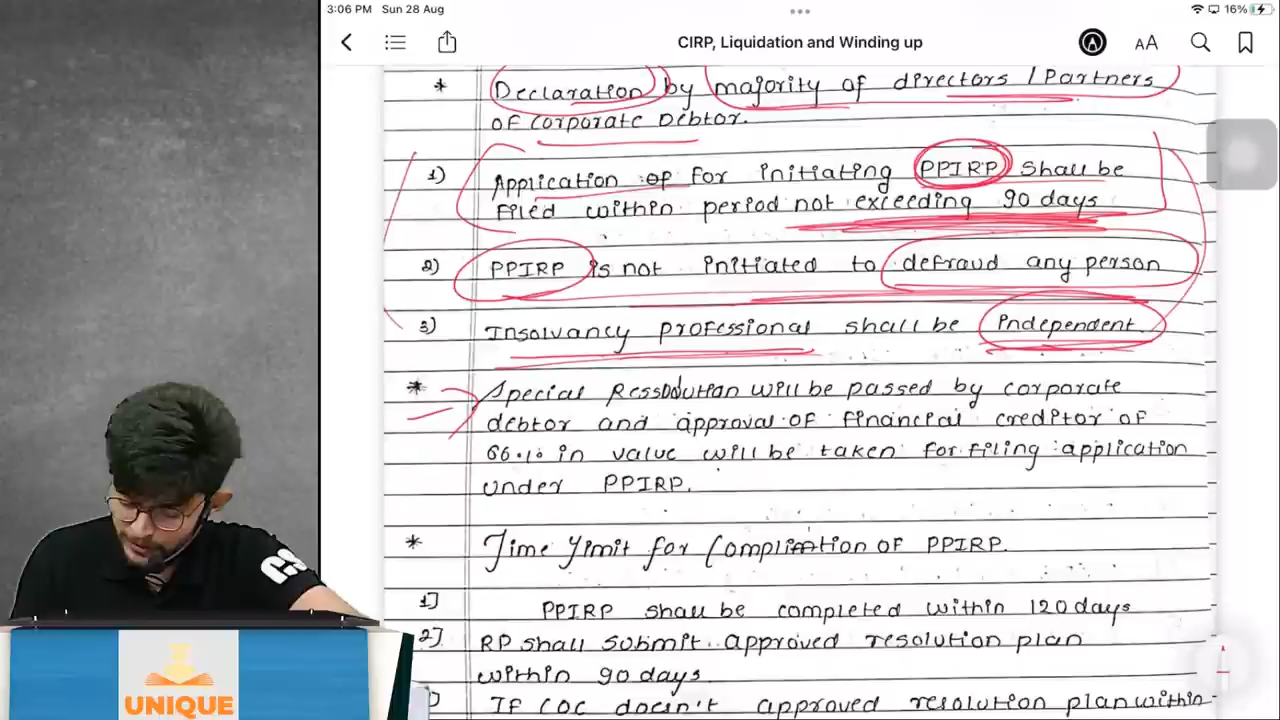 3:06 PM Sun 28 Aug
16%
CIRP, Liquidation and Winding up
AA
* Declaration by majority of directors / Partners
of corporate Debtor.
1) Application of for initiating PPIRP shall be
filed within period not exceeding 90 days
2) PPIRP is not initiated to defraud any person
3) Insolvancy professional shall be independent
* Special Ressolution will be passed by corporate
debtor and approval of financial creditor of
66.1. in value will be taken for filing application
under PPIRP.
* Time limit for Complimtion of PPIRP.
1] PPIRP shall be completed within 120 days
2] RP shall submit approved resolution plan
within 90 days
If COC doesn't approved resolution plan within
CS
UNIQUE